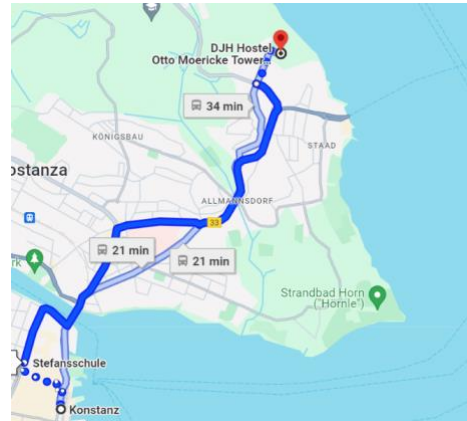 DJH Hostel
Otto Moericke Tower
34 min
KÖNIGSBAU
STAAD
ostanza
ALLMANNSDORF
33
21 min
21 min
rk
Strandbad Horn
("Hörnle")
Stefansschule
Konstanz